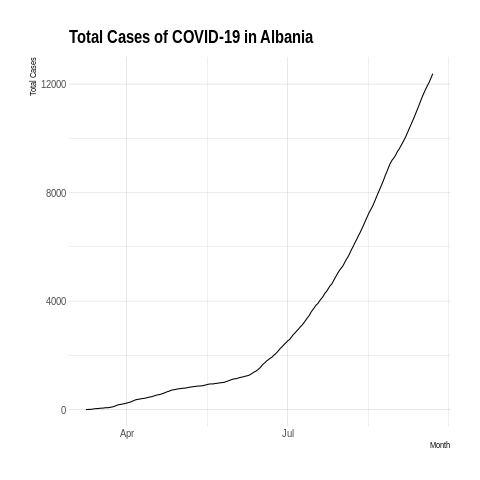 Total Cases of COVID-19 in Albania
Total Cases
12000
8000
4000
0
Apr
Jul
Month